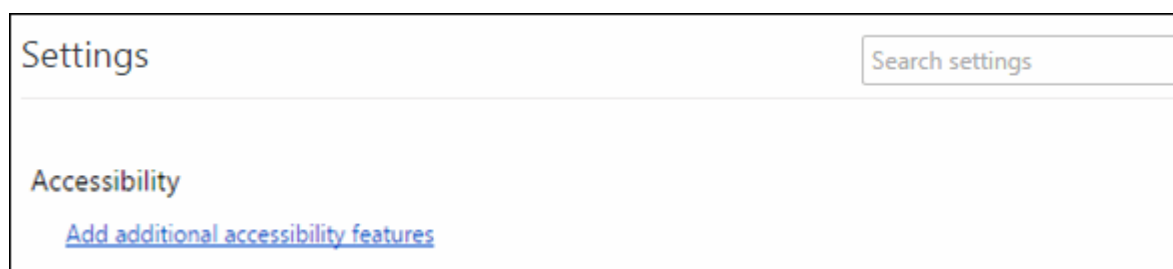 Settings
Search settings
Accessibility
Add additional accessibility features